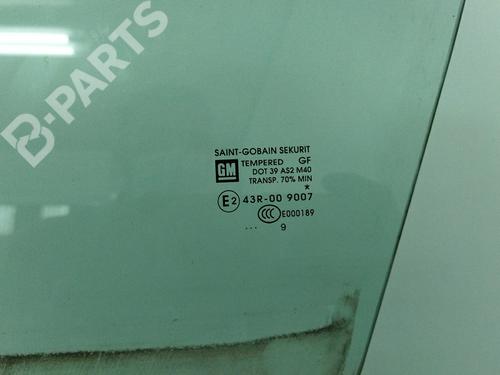 B-PARTS
SAINT-GOBAIN SEKURIT
GM TEMPERED GF
DOT 39 AS2 M40
TRANSP. 70% MIN
*
E2 43R-00 9007
CCC E000189
... 9